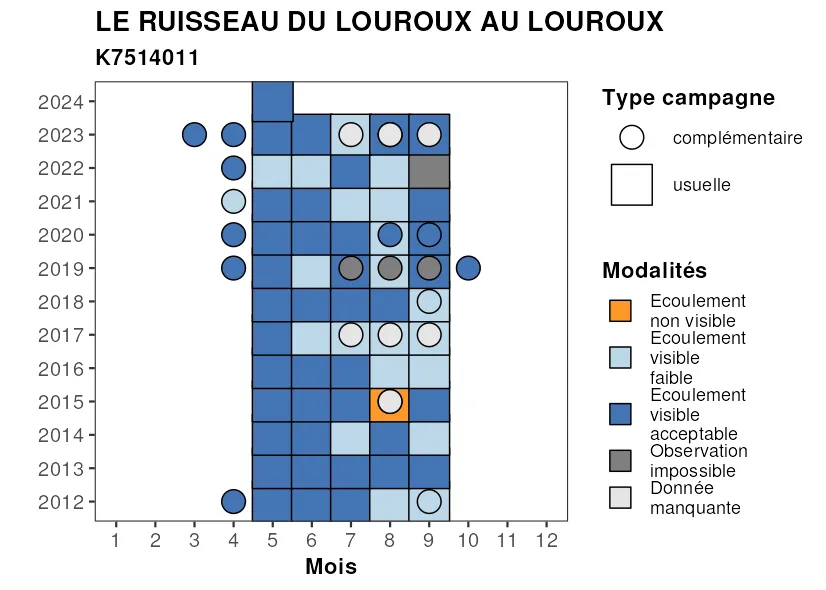 LE RUISSEAU DU LOUROUX AU LOUROUX
K7514011
2024
2023
2022
2021
2020
2019
2018
2017
2016
2015
2014
2013
2012
1 2 3 4 5 6 7 8 9 10 11 12
Mois
Type campagne
complémentaire
usuelle
Modalités
Ecoulement
non visible
Ecoulement
visible
faible
Ecoulement
visible
acceptable
Observation
impossible
Donnée
manquante